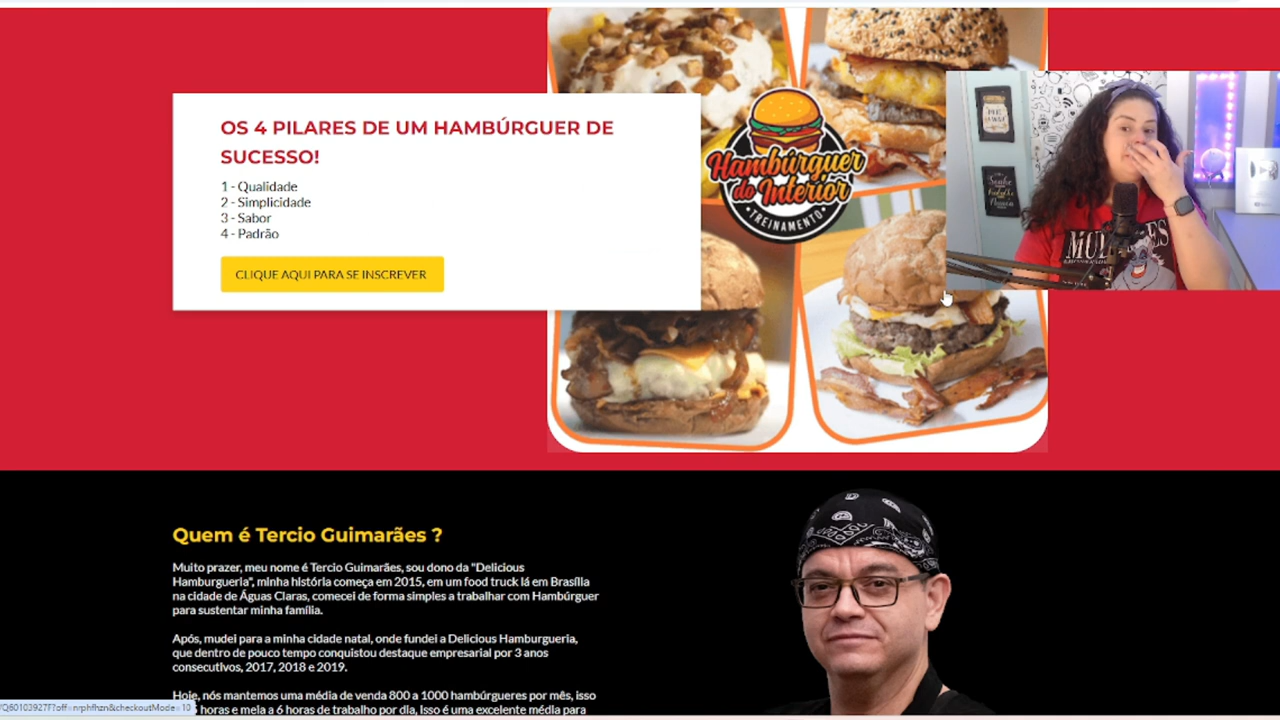 OS 4 PILARES DE UM HAMBÚRGUER DE
SUCESSO!
1 - Qualidade
2 - Simplicidade
3 - Sabor
4 - Padrão
CLIQUE AQUI PARA SE INSCREVER
Hambúrguer
do Interior
• TREINAMENTO •
Quem é Tercio Guimarães ?
Muito prazer, meu nome é Tercio Guimarães, sou dono da "Delicious
Hamburgueria", minha história começa em 2015, em um food truck lá em Brasília
na cidade de Águas Claras, comecei de forma simples a trabalhar com Hambúrguer
para sustentar minha família.
Após, mudei para a minha cidade natal, onde fundei a Delicious Hamburgueria,
que dentro de pouco tempo conquistou destaque empresarial por 3 anos
consecutivos, 2017, 2018 e 2019.
Hoje, nós mantemos uma média de venda 800 a 1000 hambúrgueres por mês, isso
horas e meia a 6 horas de trabalho por dia, isso é uma excelente média para